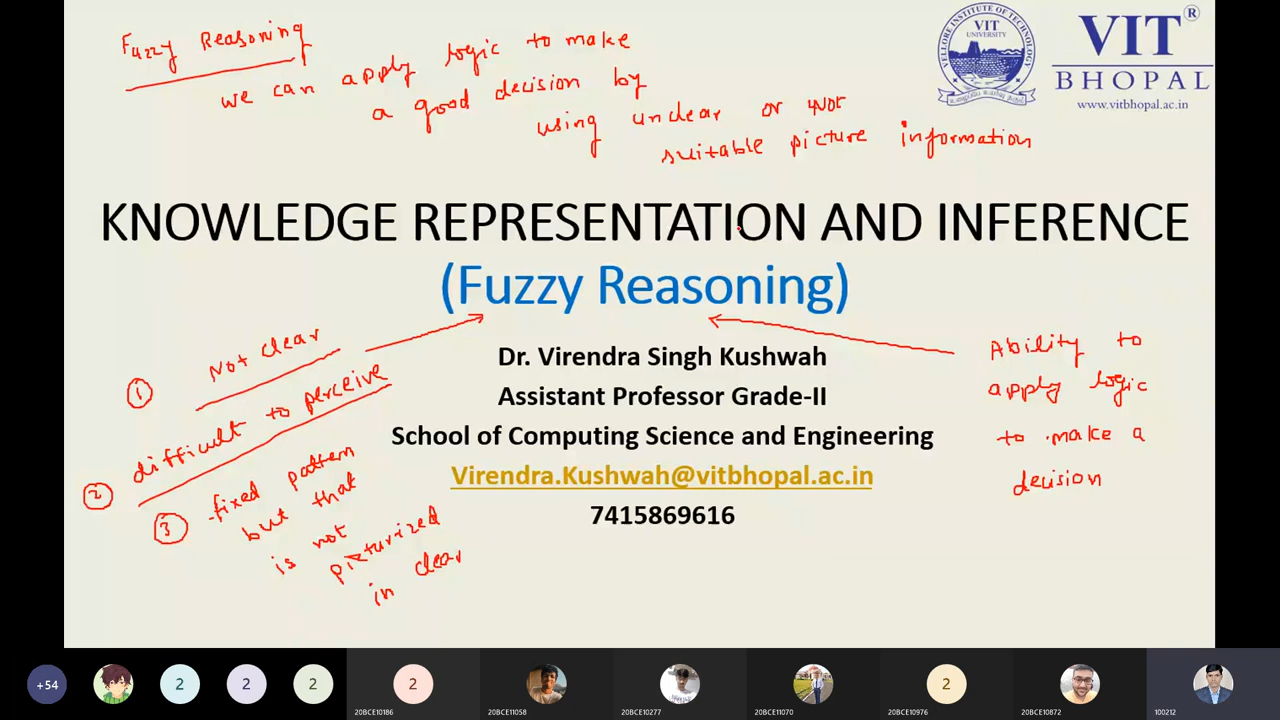 Fuzzy Reasoning
we can apply logic to make
a good decision by
using unclear or not
suitable picture information
VIT
UNIVERSITY
VELLORE INSTITUTE OF TECHNOLOGY
VIT®
BHOPAL
www.vitbhopal.ac.in
KNOWLEDGE REPRESENTATION AND INFERENCE
(Fuzzy Reasoning)
① Not clear
② difficult to perceive
③ fixed pattern
but that
is not
picturized
in clear
Dr. Virendra Singh Kushwah
Assistant Professor Grade-II
School of Computing Science and Engineering
Virendra.Kushwah@vitbhopal.ac.in
7415869616
Ability to
apply logic
to make a
decision
+54
2
2
2
2
20BCE10186
20BCE11058
20BCE10277
20BCE11070
2
20BCE10976
20BCE10872
100212